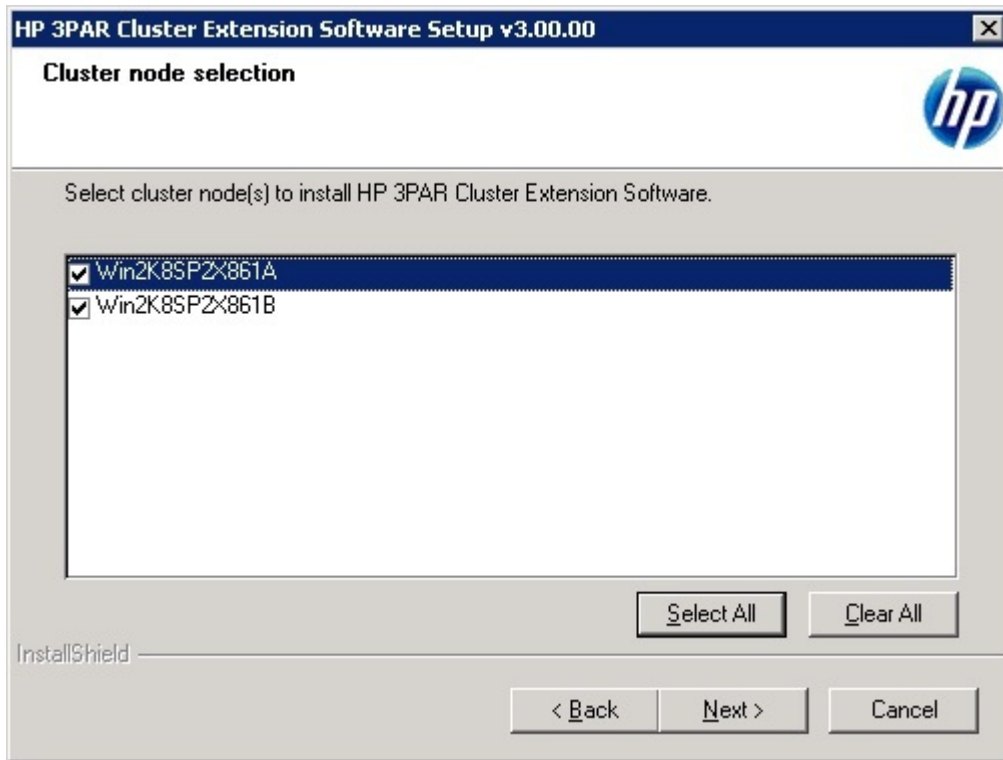 HP 3PAR Cluster Extension Software Setup v3.00.00
Cluster node selection
hp
Select cluster node(s) to install HP 3PAR Cluster Extension Software.
Win2K8SP2X861A
Win2K8SP2X861B
Select All
Clear All
InstallShield
< Back
Next >
Cancel